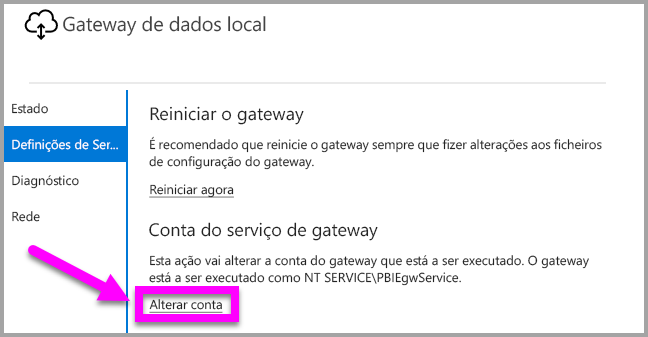 Gateway de dados local
Estado
Definições de Ser...
Diagnóstico
Rede
Reiniciar o gateway
É recomendado que reinicie o gateway sempre que fizer alterações aos ficheiros
de configuração do gateway.
Reiniciar agora
Conta do serviço de gateway
Esta ação vai alterar a conta do gateway que está a ser executado. O gateway
está a ser executado como NT SERVICE\PBIEgwService.
Alterar conta